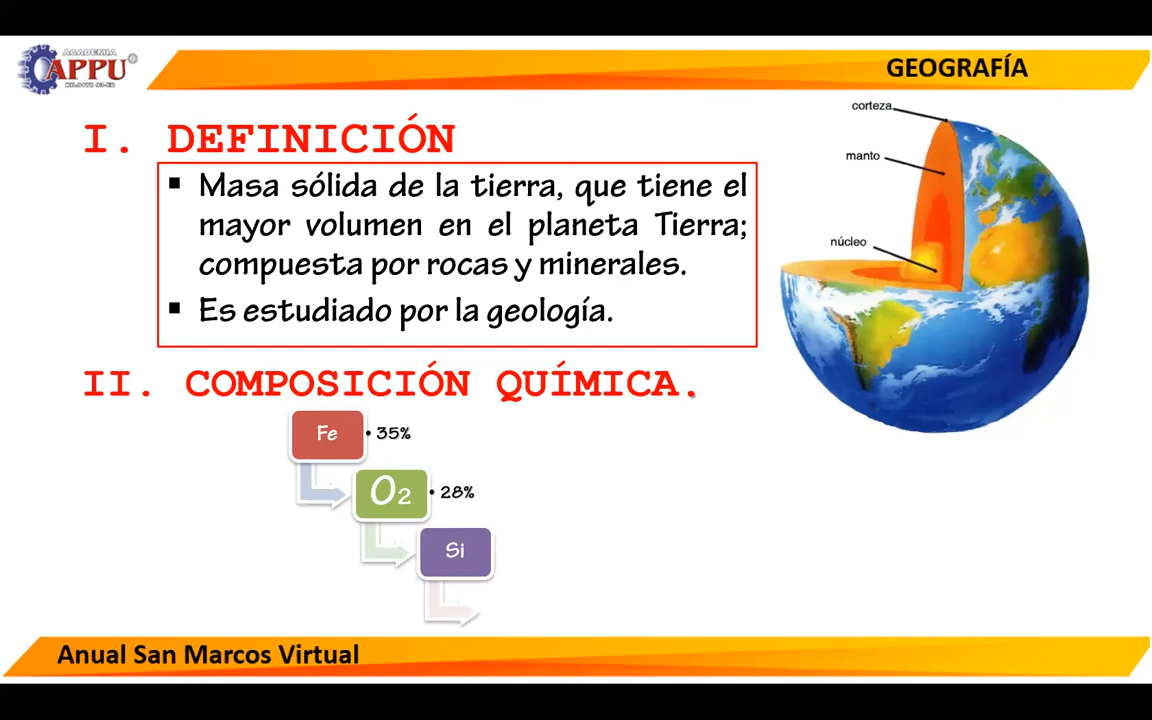 ACADEMIA
APPU
GEOGRAFÍA
I. DEFINICIÓN
▪ Masa sólida de la tierra, que tiene el
mayor volumen en el planeta Tierra;
compuesta por rocas y minerales.
▪ Es estudiado por la geología.
corteza
manto
núcleo
II. COMPOSICIÓN QUÍMICA.
Fe • 35%
O₂ • 28%
Si
Anual San Marcos Virtual